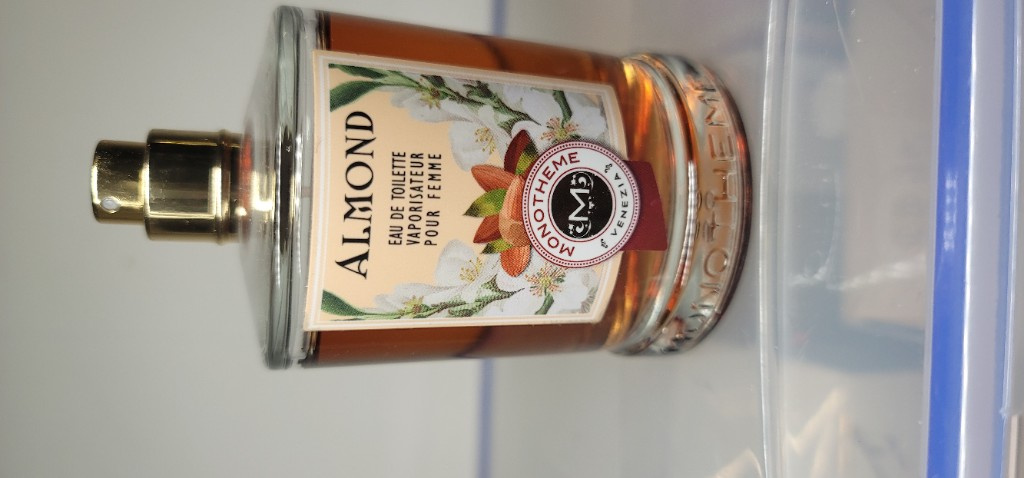 ALMOND
EAU DE TOILETTE
VAPORISATEUR
POUR FEMME
MONOTHEME
M
VENEZIA
MONOTHEME